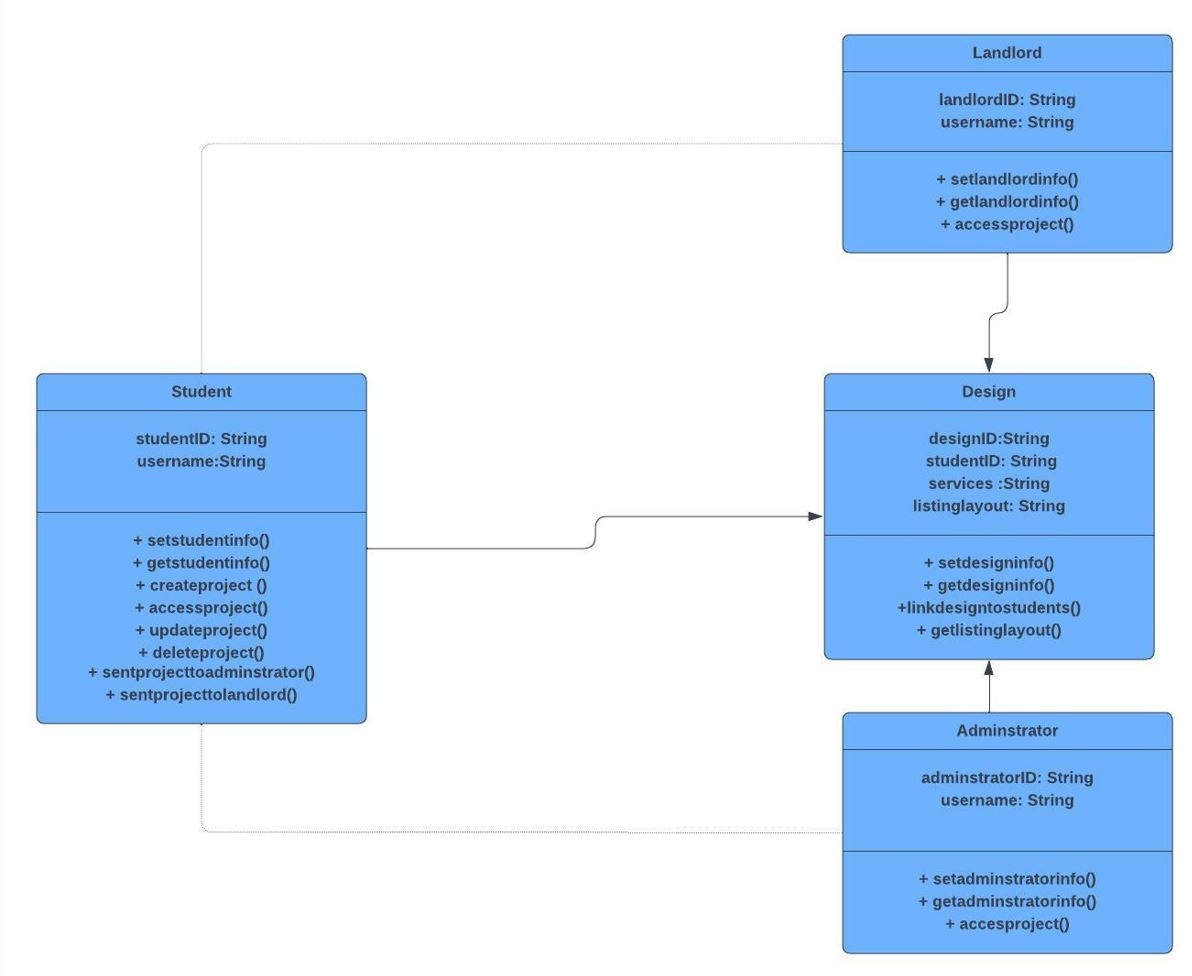 Landlord
landlordID: String
username: String
+ setlandlordinfo()
+ getlandlordinfo()
+ accessproject()
Student
studentID: String
username:String
+ setstudentinfo()
+ getstudentinfo()
+ createproject ()
+ accessproject()
+ updateproject()
+ deleteproject()
+ sentprojecttoadminstrator()
+ sentprojecttolandlord()
Design
designID:String
studentID: String
services :String
listinglayout: String
+ setdesigninfo()
+ getdesigninfo()
+linkdesigntostudents()
+ getlistinglayout()
Adminstrator
adminstratorID: String
username: String
+ setadminstratorinfo()
+ getadminstratorinfo()
+ accesproject()